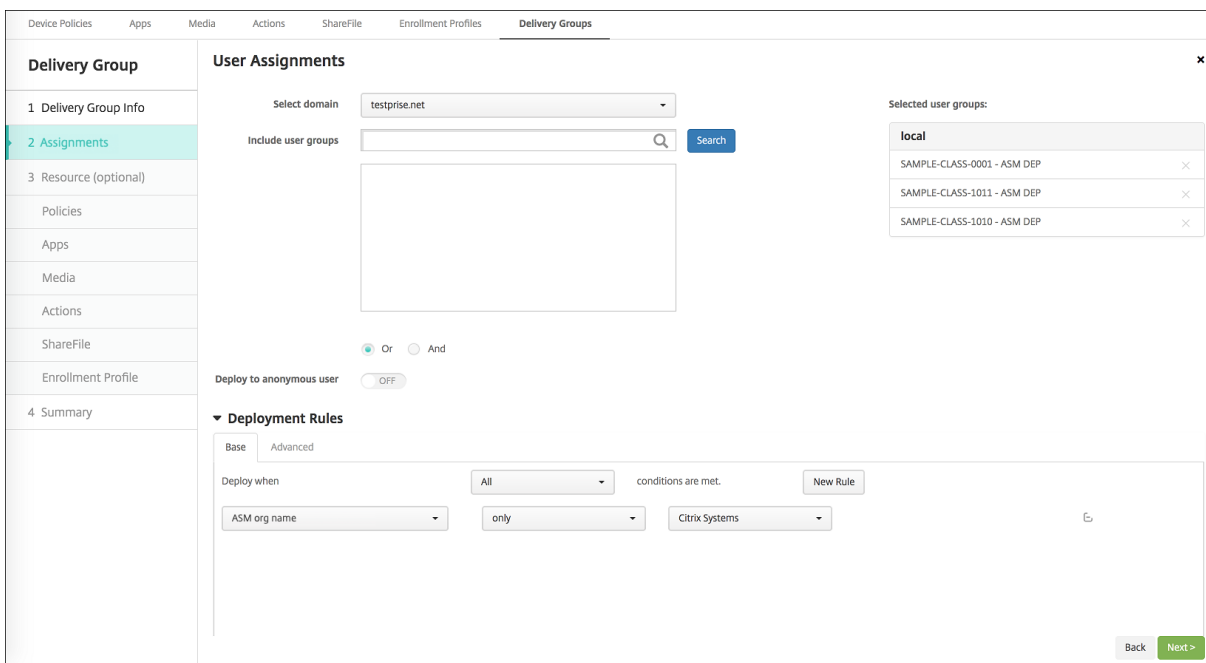 Device Policies Apps Media Actions ShareFile Enrollment Profiles Delivery Groups
Delivery Group
1 Delivery Group Info
2 Assignments
3 Resource (optional)
Policies
Apps
Media
Actions
ShareFile
Enrollment Profile
4 Summary
User Assignments
Select domain testprise.net
Include user groups Search
Or And
Deploy to anonymous user OFF
Selected user groups:
local
SAMPLE-CLASS-0001 - ASM DEP
SAMPLE-CLASS-1011 - ASM DEP
SAMPLE-CLASS-1010 - ASM DEP
Deployment Rules
Base Advanced
Deploy when All conditions are met. New Rule
ASM org name only Citrix Systems
Back Next >